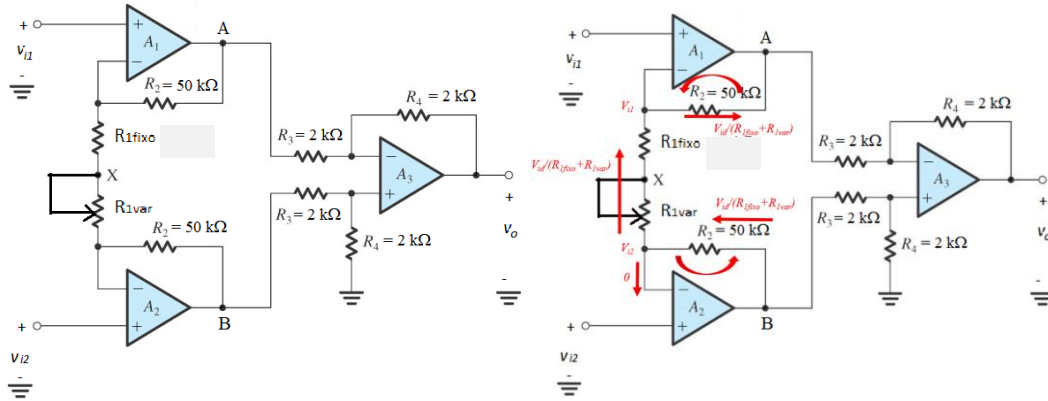 +
v_i1
-
+
A_1
−
A
R_2 = 50 kΩ
R_4 = 2 kΩ
R1fixo
R_3 = 2 kΩ
X
−
A_3
+
R1var
R_3 = 2 kΩ
+
v_o
-
R_2 = 50 kΩ
R_4 = 2 kΩ
−
A_2
+
B
+
v_i2
-
+
v_i1
-
+
A_1
−
A
R_2 = 50 kΩ
R_4 = 2 kΩ
V_i1
V_id/(R_1fixo+R_1var)
R1fixo
R_3 = 2 kΩ
V_id/(R_1fixo+R_1var)
X
−
A_3
+
R1var
V_id/(R_1fixo+R_1var)
R_3 = 2 kΩ
+
v_o
-
V_i2
R_2 = 50 kΩ
R_4 = 2 kΩ
0
−
A_2
+
B
+
v_i2
-